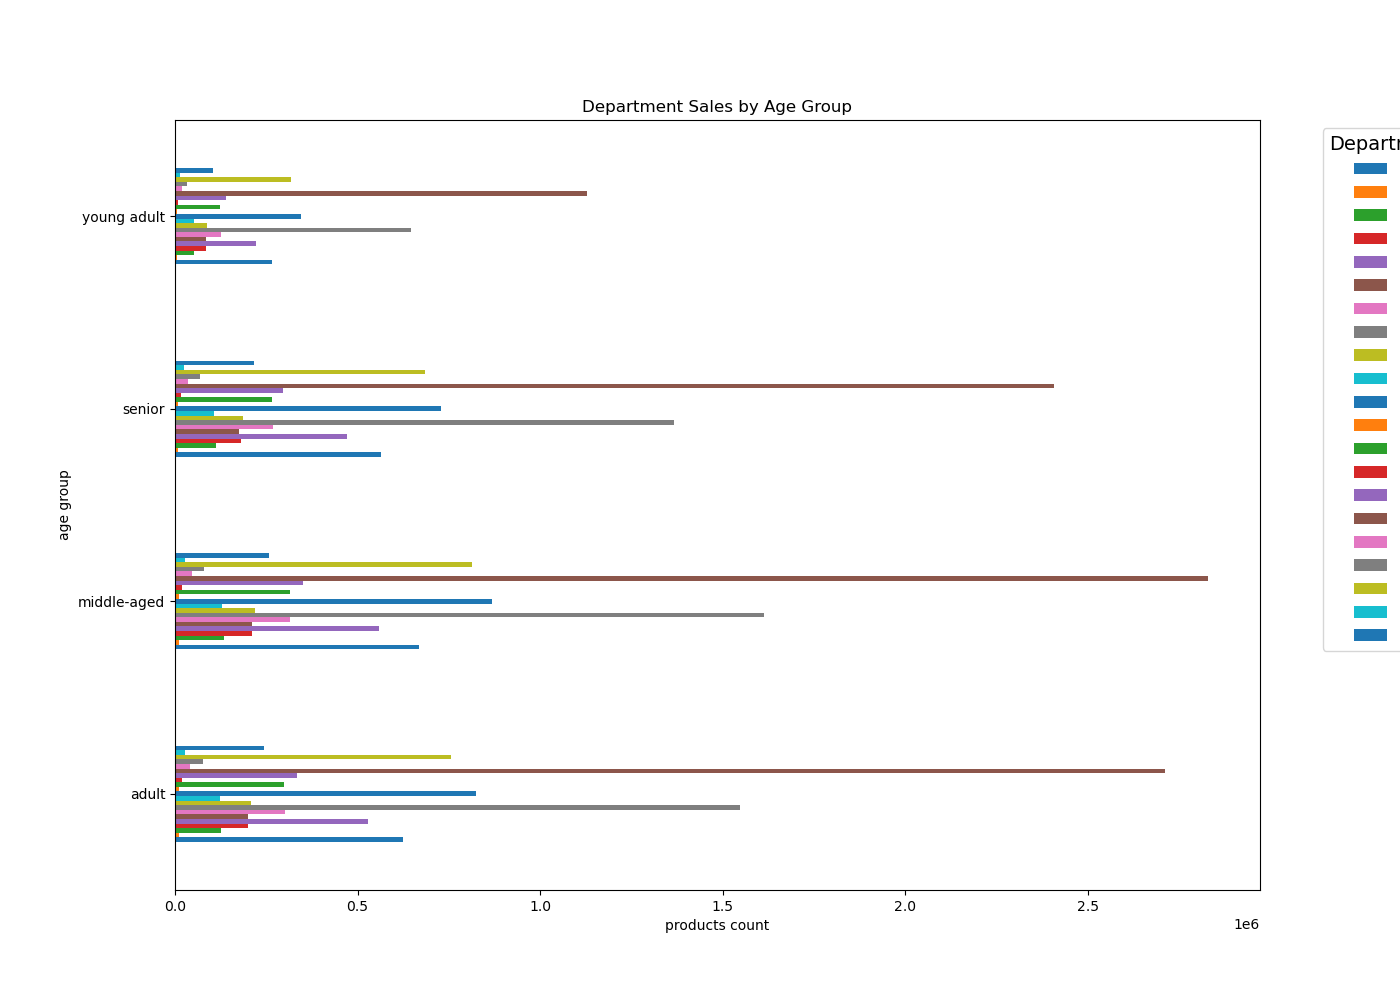 Department Sales by Age Group
young adult
senior
middle-aged
adult
age group
0.0 0.5 1.0 1.5 2.0 2.5
products count
1e6